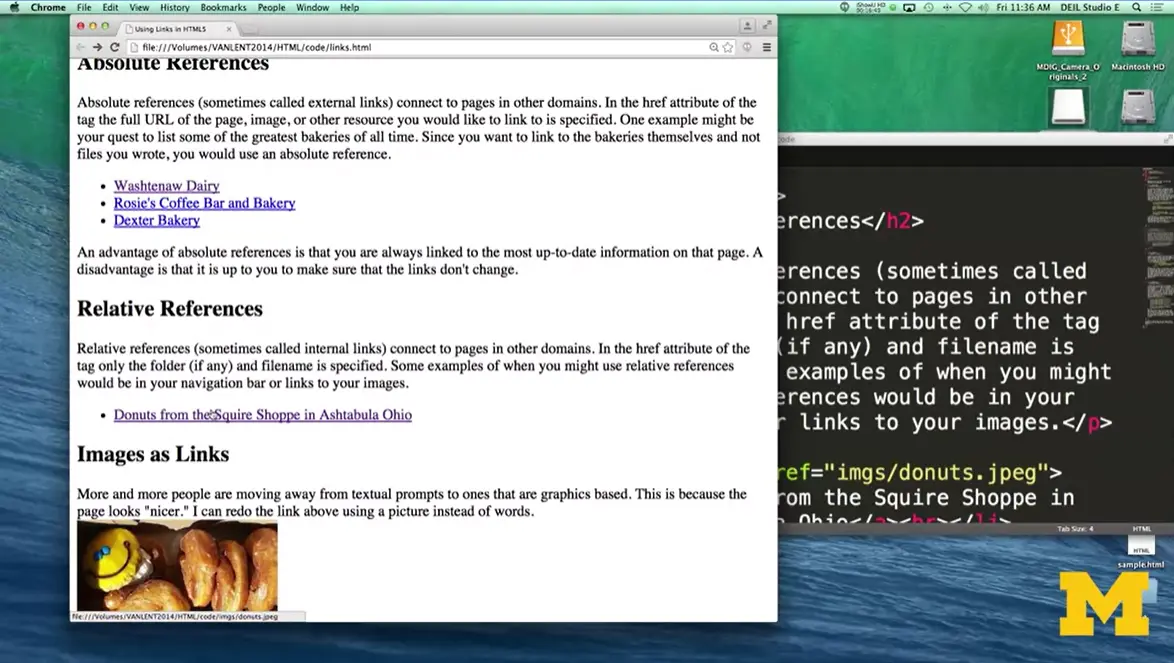 Chrome File Edit View History Bookmarks People Window Help
Fri 11:36 AM DEIL Studio E
Using Links in HTML5
file:///Volumes/VANLENT2014/HTML/code/links.html
MDIG_Camera_O
riginals_2
Macintosh HD
Absolute References
Absolute references (sometimes called external links) connect to pages in other domains. In the href attribute of the
tag the full URL of the page, image, or other resource you would like to link to is specified. One example might be
your quest to list some of the greatest bakeries of all time. Since you want to link to the bakeries themselves and not
files you wrote, you would use an absolute reference.
• Washtenaw Dairy
• Rosie's Coffee Bar and Bakery
• Dexter Bakery
An advantage of absolute references is that you are always linked to the most up-to-date information on that page. A
disadvantage is that it is up to you to make sure that the links don't change.
Relative References
Relative references (sometimes called internal links) connect to pages in other domains. In the href attribute of the
tag only the folder (if any) and filename is specified. Some examples of when you might use relative references
would be in your navigation bar or links to your images.
• Donuts from the Squire Shoppe in Ashtabula Ohio
Images as Links
More and more people are moving away from textual prompts to ones that are graphics based. This is because the
page looks "nicer." I can redo the link above using a picture instead of words.
file:///Volumes/VANLENT2014/HTML/code/imgs/donuts.jpeg
>
erences</h2>
erences (sometimes called
connect to pages in other
href attribute of the tag
(if any) and filename is
examples of when you might
erences would be in your
r links to your images.</p>
ref="imgs/donuts.jpeg">
rom the Squire Shoppe in
Ohio</a><br></li>
Tab Size: 4 HTML
HTML
sample.html
M